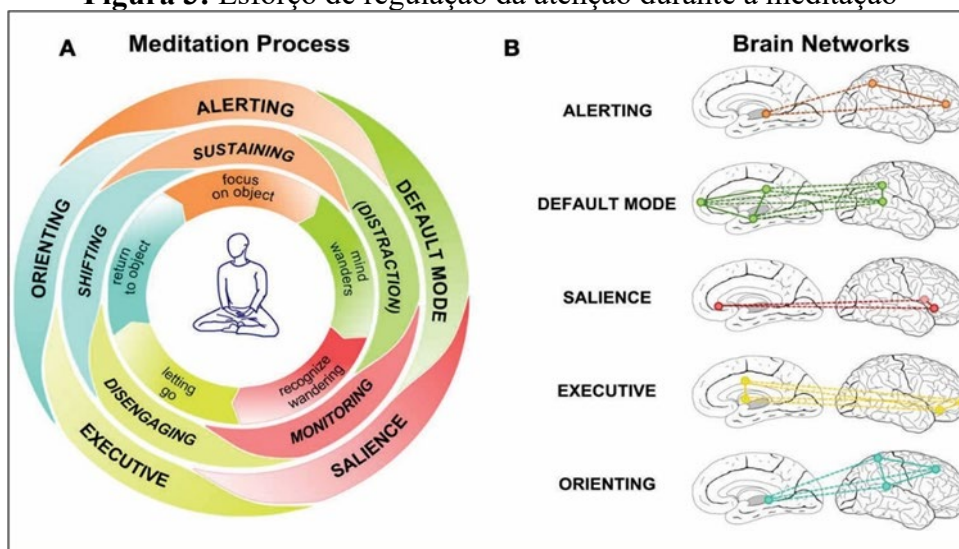 Figura 3: Esforço de regulação da atenção durante a meditação
A
Meditation Process
ALERTING
SUSTAINING
focus
on object
DEFAULT MODE
(DISTRACTION)
mind
wanders
SALIENCE
MONITORING
recognize
wandering
EXECUTIVE
DISENGAGING
letting
go
ORIENTING
SHIFTING
return
to object
B
Brain Networks
ALERTING
DEFAULT MODE
SALIENCE
EXECUTIVE
ORIENTING